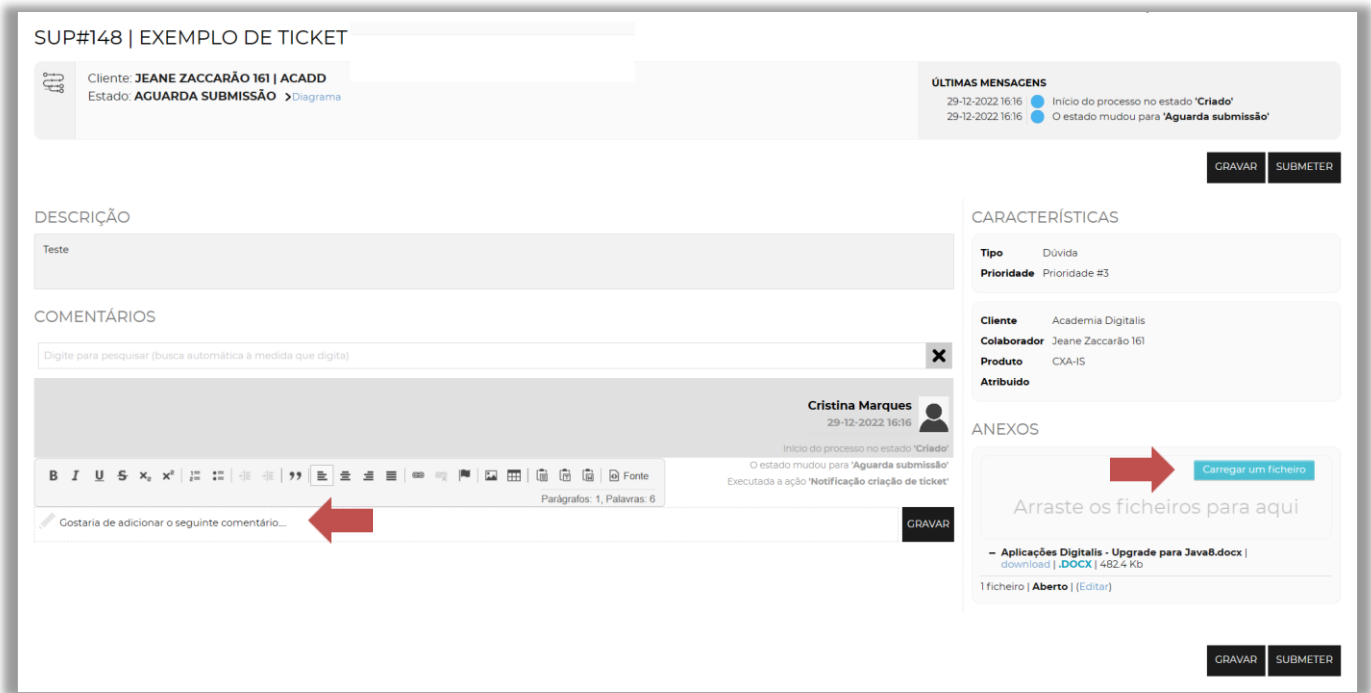 SUP#148 | EXEMPLO DE TICKET
Cliente: JEANE ZACCARÃO 161 | ACADD
Estado: AGUARDA SUBMISSÃO >Diagrama
ÚLTIMAS MENSAGENS
29-12-2022 16:16 Início do processo no estado 'Criado'
29-12-2022 16:16 O estado mudou para 'Aguarda submissão'
GRAVAR SUBMETER
DESCRIÇÃO
Teste
COMENTÁRIOS
Digite para pesquisar (busca automática à medida que digita)
Cristina Marques
29-12-2022 16:16
Início do processo no estado 'Criado'
O estado mudou para 'Aguarda submissão'
Executada a ação 'Notificação criação de ticket'
B I U S x₂ x² Fonte
Parágrafos: 1, Palavras: 6
Gostaria de adicionar o seguinte comentário...
GRAVAR
CARACTERÍSTICAS
Tipo Dúvida
Prioridade Prioridade #3
Cliente Academia Digitalis
Colaborador Jeane Zaccarão 161
Produto CXA-IS
Atribuido
ANEXOS
Carregar um ficheiro
Arraste os ficheiros para aqui
– Aplicações Digitalis - Upgrade para Java8.docx |
download | .DOCX | 482.4 Kb
1 ficheiro | Aberto | (Editar)
GRAVAR SUBMETER